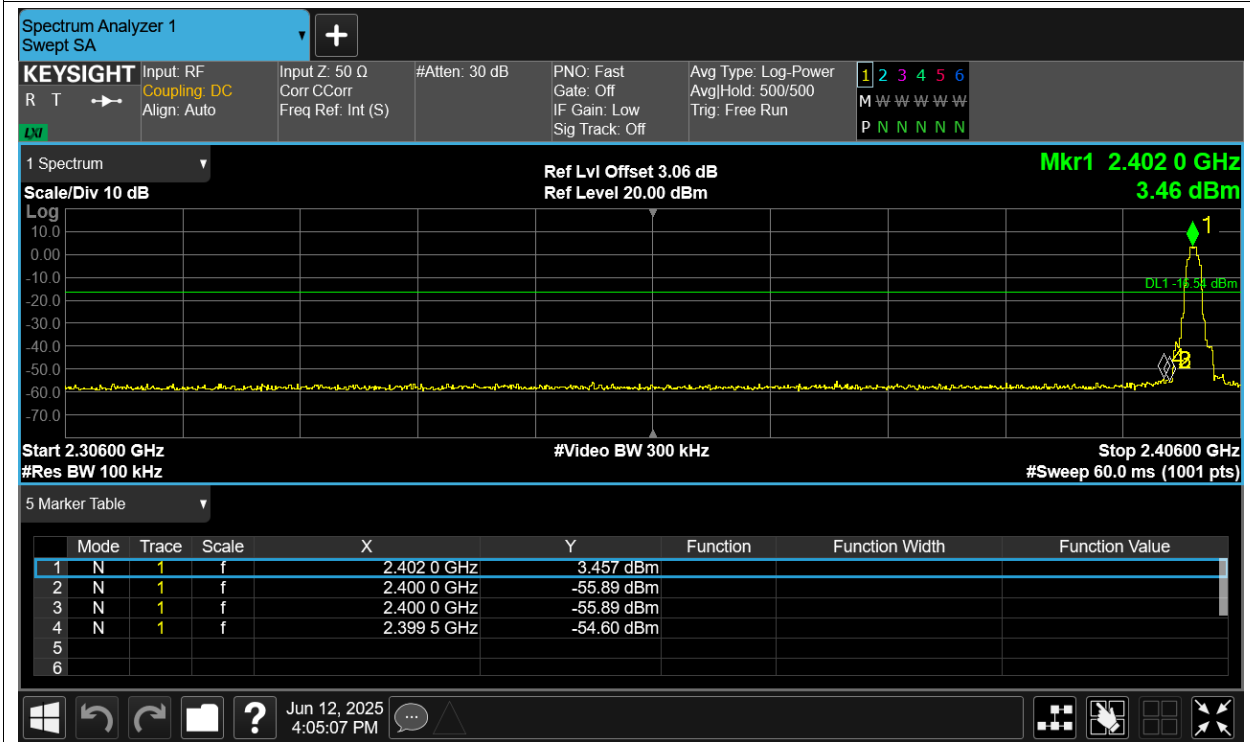 Spectrum Analyzer 1
Swept SA
KEYSIGHT
R T
LXI
Input: RF
Coupling: DC
Align: Auto
Input Z: 50 Ω
Corr CCorr
Freq Ref: Int (S)
#Atten: 30 dB
PNO: Fast
Gate: Off
IF Gain: Low
Sig Track: Off
Avg Type: Log-Power
Avg|Hold: 500/500
Trig: Free Run
1 2 3 4 5 6
M W W W W W
P N N N N N
1 Spectrum
Scale/Div 10 dB
Ref Lvl Offset 3.06 dB
Ref Level 20.00 dBm
Mkr1 2.402 0 GHz
3.46 dBm
Log
10.0
0.00
-10.0
-20.0
-30.0
-40.0
-50.0
-60.0
-70.0
1
DL1 -16.54 dBm
Start 2.30600 GHz
#Res BW 100 kHz
#Video BW 300 kHz
Stop 2.40600 GHz
#Sweep 60.0 ms (1001 pts)
5 Marker Table
Mode Trace Scale X Y Function Function Width Function Value
1 N 1 f 2.402 0 GHz 3.457 dBm
2 N 1 f 2.400 0 GHz -55.89 dBm
3 N 1 f 2.400 0 GHz -55.89 dBm
4 N 1 f 2.399 5 GHz -54.60 dBm
5
6
?
Jun 12, 2025
4:05:07 PM